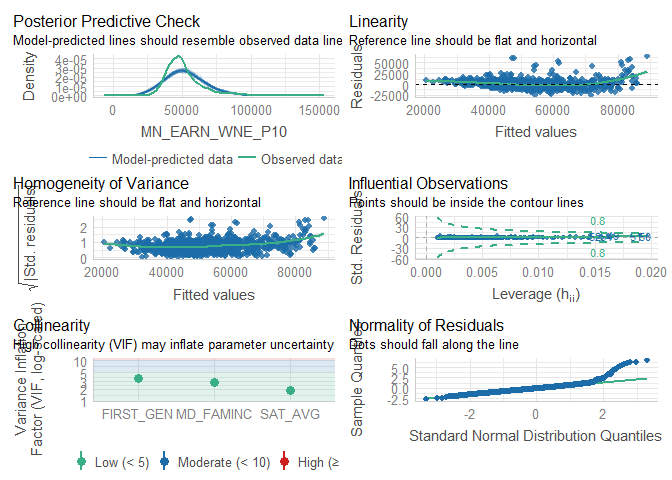 Posterior Predictive Check
Model-predicted lines should resemble observed data line
Density
4e-05
3e-05
2e-05
1e-05
0e+00
0
50000
100000
150000
MN_EARN_WNE_P10
Model-predicted data
Observed data
Linearity
Reference line should be flat and horizontal
Residuals
50000
25000
0
-25000
20000
40000
60000
80000
Fitted values
Homogeneity of Variance
Reference line should be flat and horizontal
√|Std. residuals|
2
1
0
20000
40000
60000
80000
Fitted values
Influential Observations
Points should be inside the contour lines
Std. Residuals
60
30
0
-30
-60
0.8
0.8
0.000
0.005
0.010
0.015
0.020
Leverage (hii)
Collinearity
High collinearity (VIF) may inflate parameter uncertainty
Variance Inflation
Factor (VIF, log-scaled)
10
5
3
2
1
FIRST_GEN
MD_FAMINC
SAT_AVG
Low (< 5)
Moderate (< 10)
High (≥
Normality of Residuals
Dots should fall along the line
Sample Quantiles
5.0
2.5
0.0
-2.5
-2
0
2
Standard Normal Distribution Quantiles